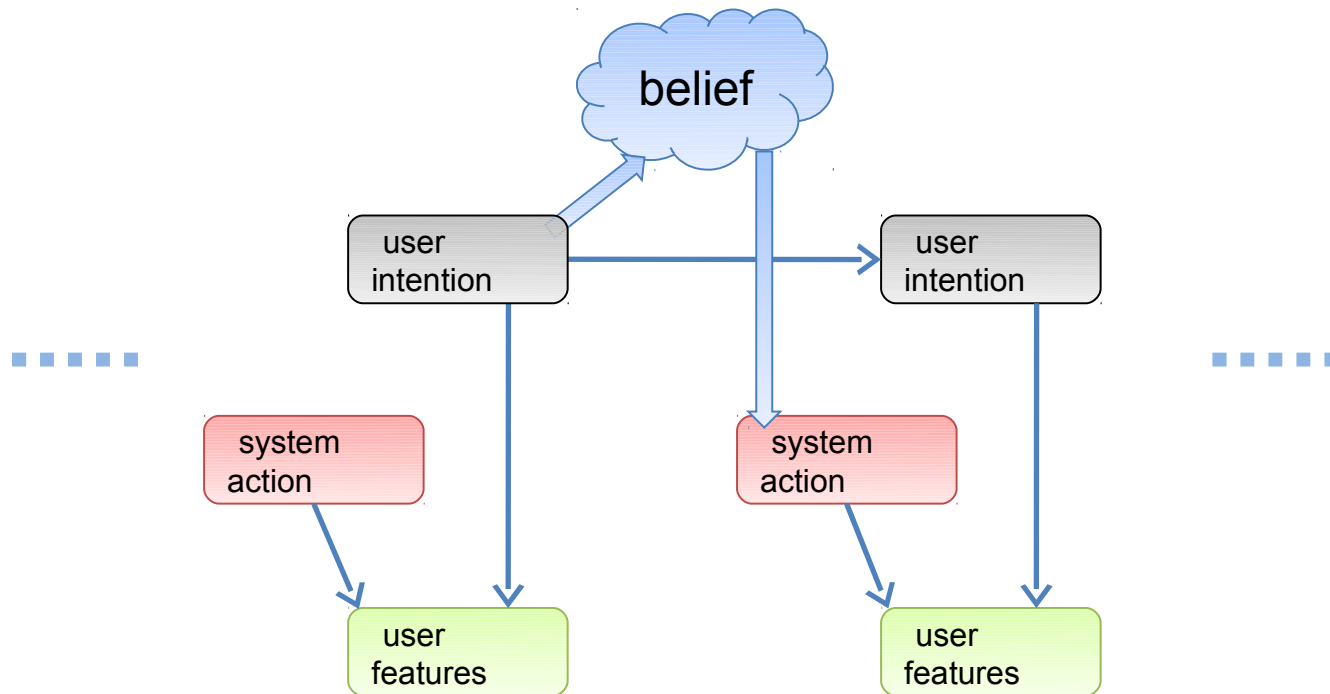 belief
user
intention
user
intention
system
action
system
action
user
features
user
features